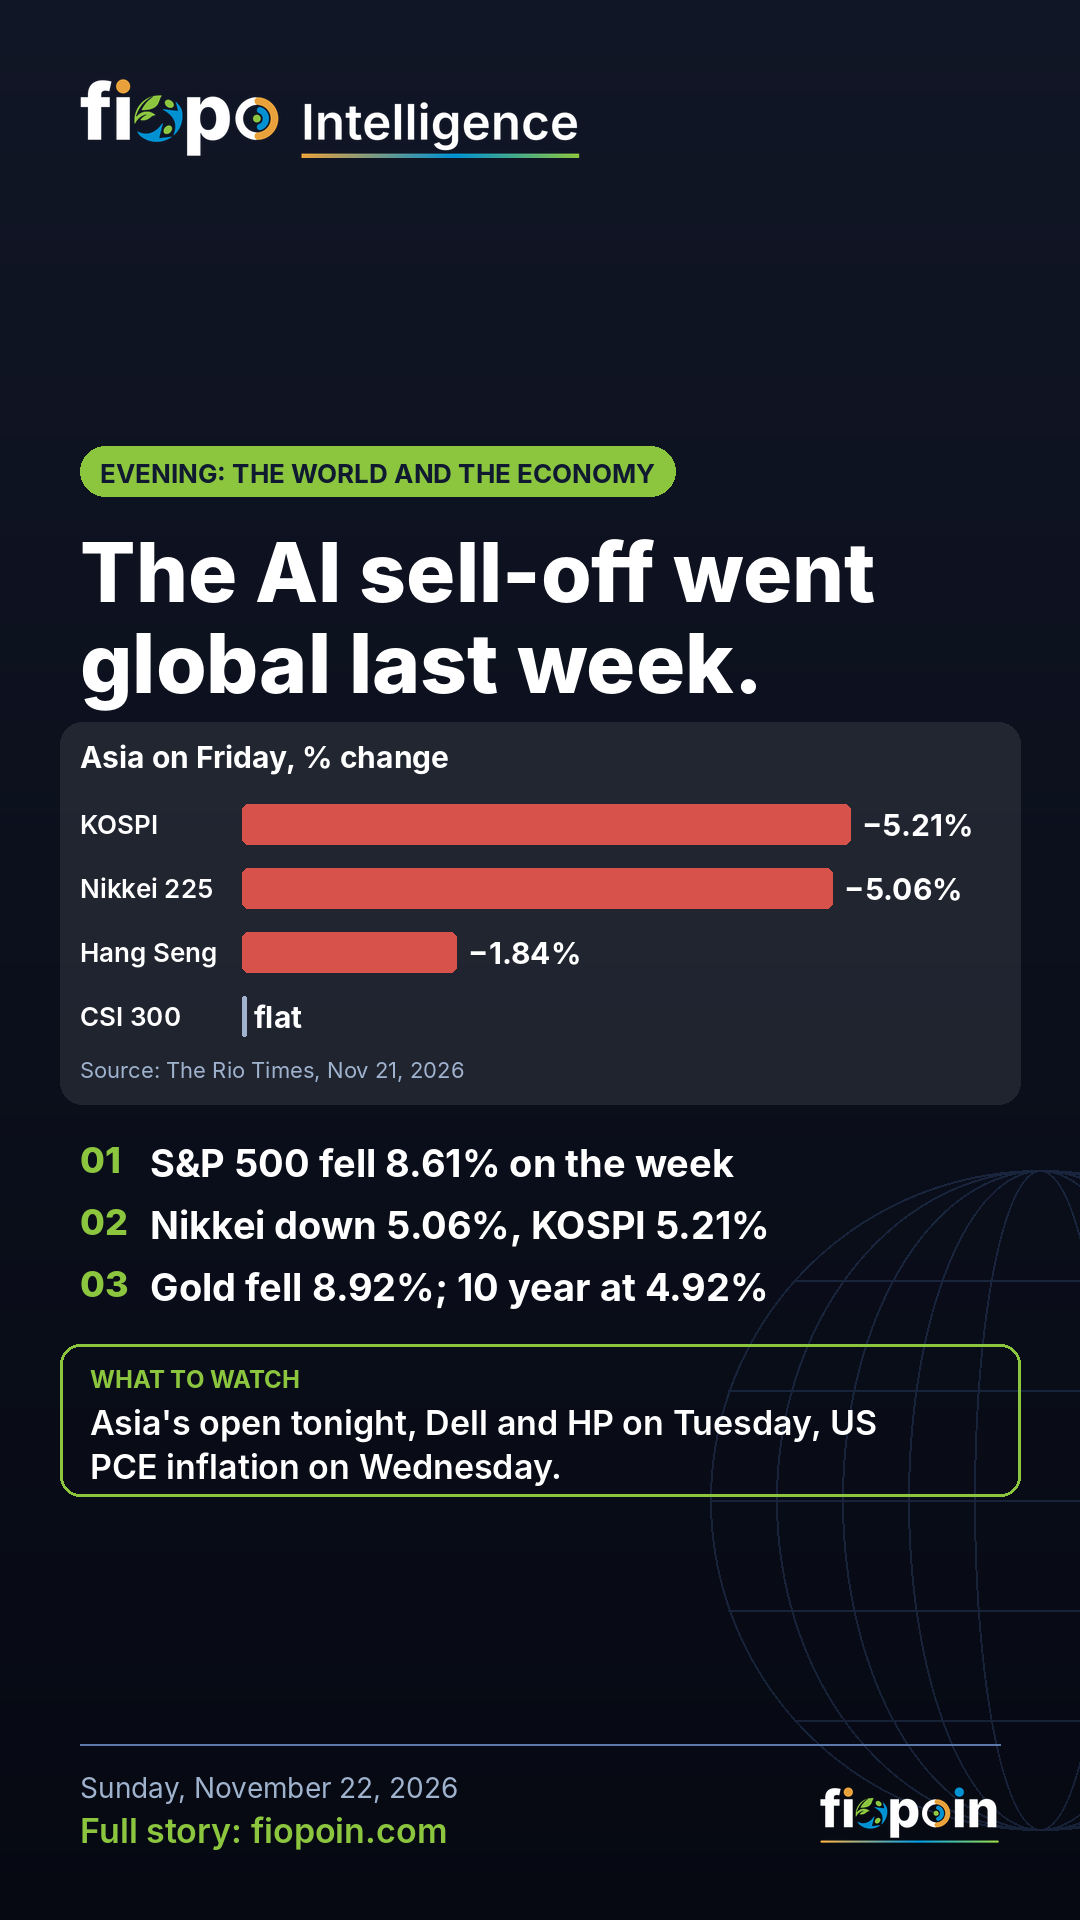 fiopo Intelligence
EVENING: THE WORLD AND THE ECONOMY
The AI sell-off went
global last week.
Asia on Friday, % change
KOSPI −5.21%
Nikkei 225 −5.06%
Hang Seng −1.84%
CSI 300 flat
Source: The Rio Times, Nov 21, 2026
01 S&P 500 fell 8.61% on the week
02 Nikkei down 5.06%, KOSPI 5.21%
03 Gold fell 8.92%; 10 year at 4.92%
WHAT TO WATCH
Asia's open tonight, Dell and HP on Tuesday, US
PCE inflation on Wednesday.
Sunday, November 22, 2026
Full story: fiopoin.com
fiopoin